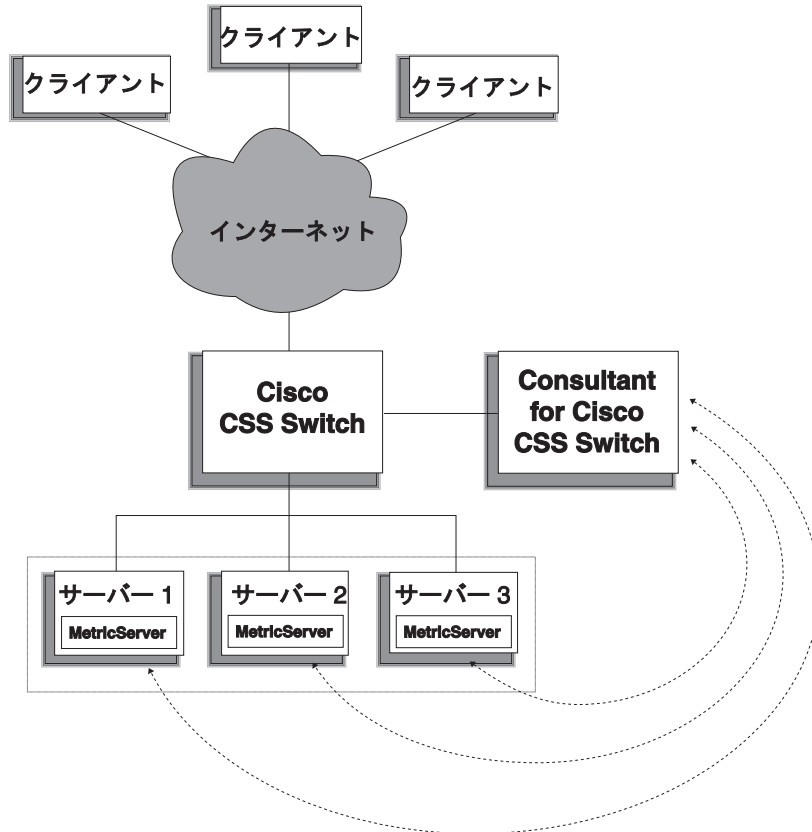 クライアント
クライアント
クライアント
インターネット
Cisco
CSS Switch
Consultant
for Cisco
CSS Switch
サーバー 1
MetricServer
サーバー 2
MetricServer
サーバー 3
MetricServer